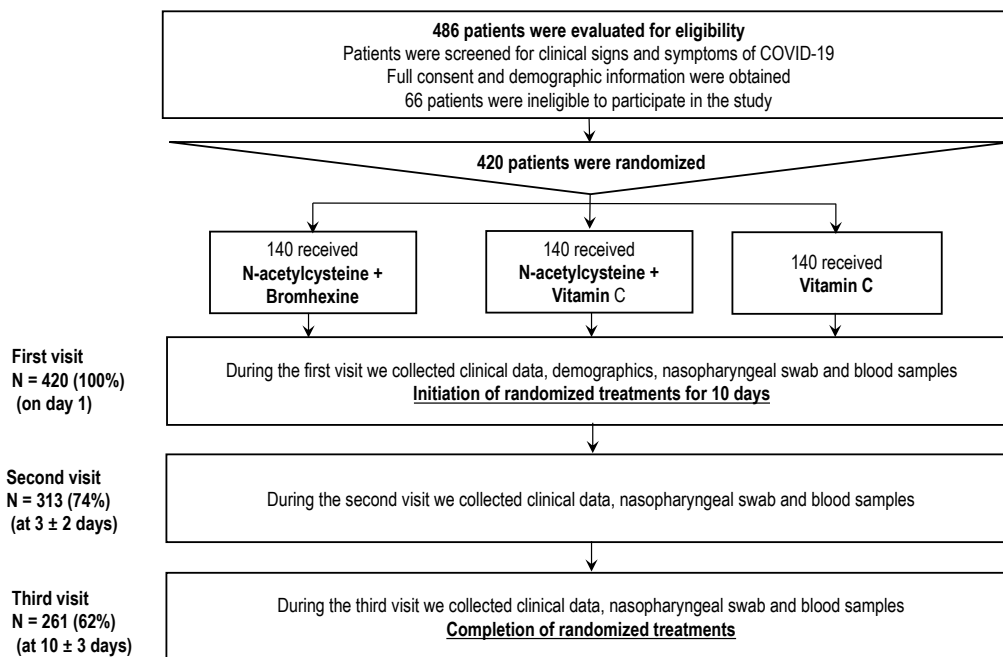 486 patients were evaluated for eligibility
Patients were screened for clinical signs and symptoms of COVID-19
Full consent and demographic information were obtained
66 patients were ineligible to participate in the study
420 patients were randomized
140 received
N-acetylcysteine +
Bromhexine
140 received
N-acetylcysteine +
Vitamin C
140 received
Vitamin C
First visit
N = 420 (100%)
(on day 1)
During the first visit we collected clinical data, demographics, nasopharyngeal swab and blood samples
Initiation of randomized treatments for 10 days
Second visit
N = 313 (74%)
(at 3 ± 2 days)
During the second visit we collected clinical data, nasopharyngeal swab and blood samples
Third visit
N = 261 (62%)
(at 10 ± 3 days)
During the third visit we collected clinical data, nasopharyngeal swab and blood samples
Completion of randomized treatments